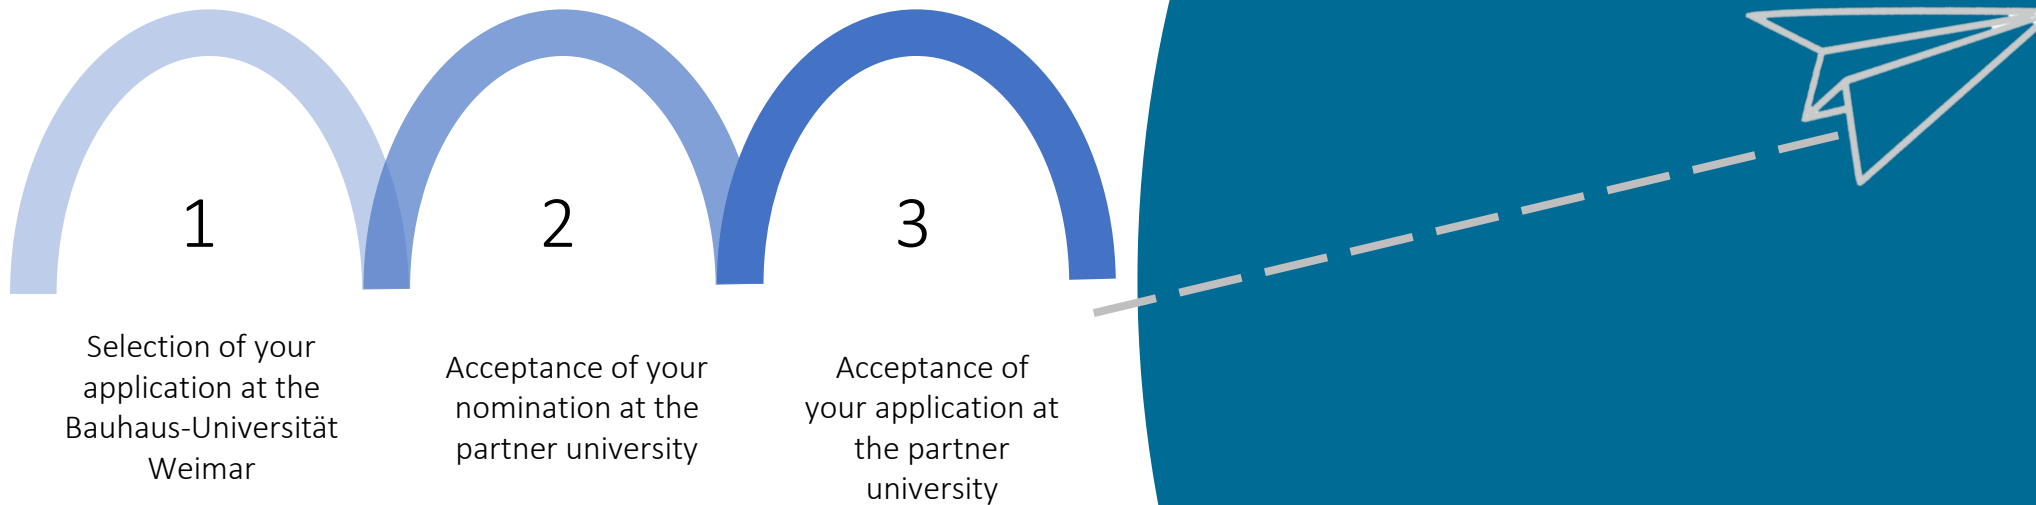 1
Selection of your
application at the
Bauhaus-Universität
Weimar
2
Acceptance of your
nomination at the
partner university
3
Acceptance of
your application at
the partner
university